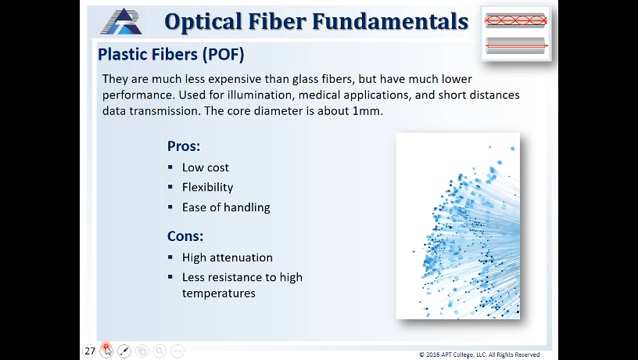 Optical Fiber Fundamentals
Plastic Fibers (POF)
They are much less expensive than glass fibers, but have much lower
performance. Used for illumination, medical applications, and short distances
data transmission. The core diameter is about 1mm.
Pros:
Low cost
Flexibility
Ease of handling
Cons:
High attenuation
Less resistance to high
temperatures
27
© 2016 APT College, LLC. All Rights Reserved